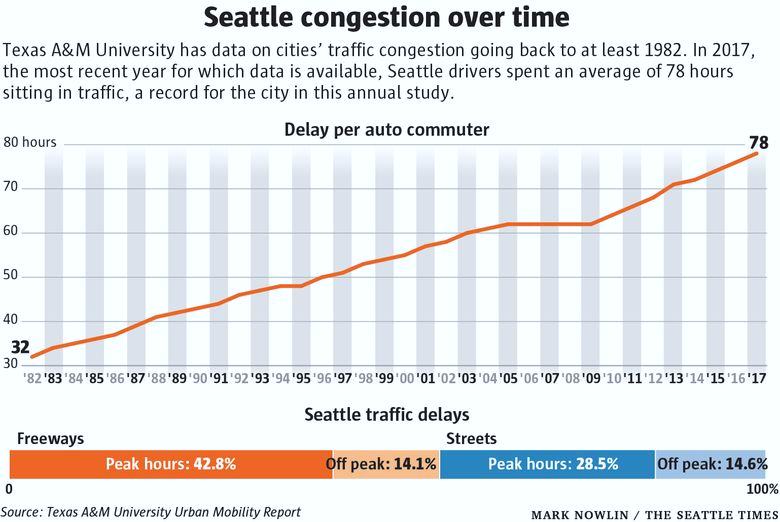 Seattle congestion over time
Texas A&M University has data on cities' traffic congestion going back to at least 1982. In 2017,
the most recent year for which data is available, Seattle drivers spent an average of 78 hours
sitting in traffic, a record for the city in this annual study.
Delay per auto commuter
80 hours
78
70
60
50
40
32
30
'82 '83 '84 '85 '86 '87 '88 '89 '90 '91 '92 '93 '94 '95 '96 '97 '98 '99 '00 '01 '02 '03 '04 '05 '06 '07 '08 '09 '10 '11 '12 '13 '14 '15 '16 '17
Seattle traffic delays
Freeways Streets
Peak hours: 42.8% Off peak: 14.1% Peak hours: 28.5% Off peak: 14.6%
0 100%
Source: Texas A&M University Urban Mobility Report
MARK NOWLIN / THE SEATTLE TIMES